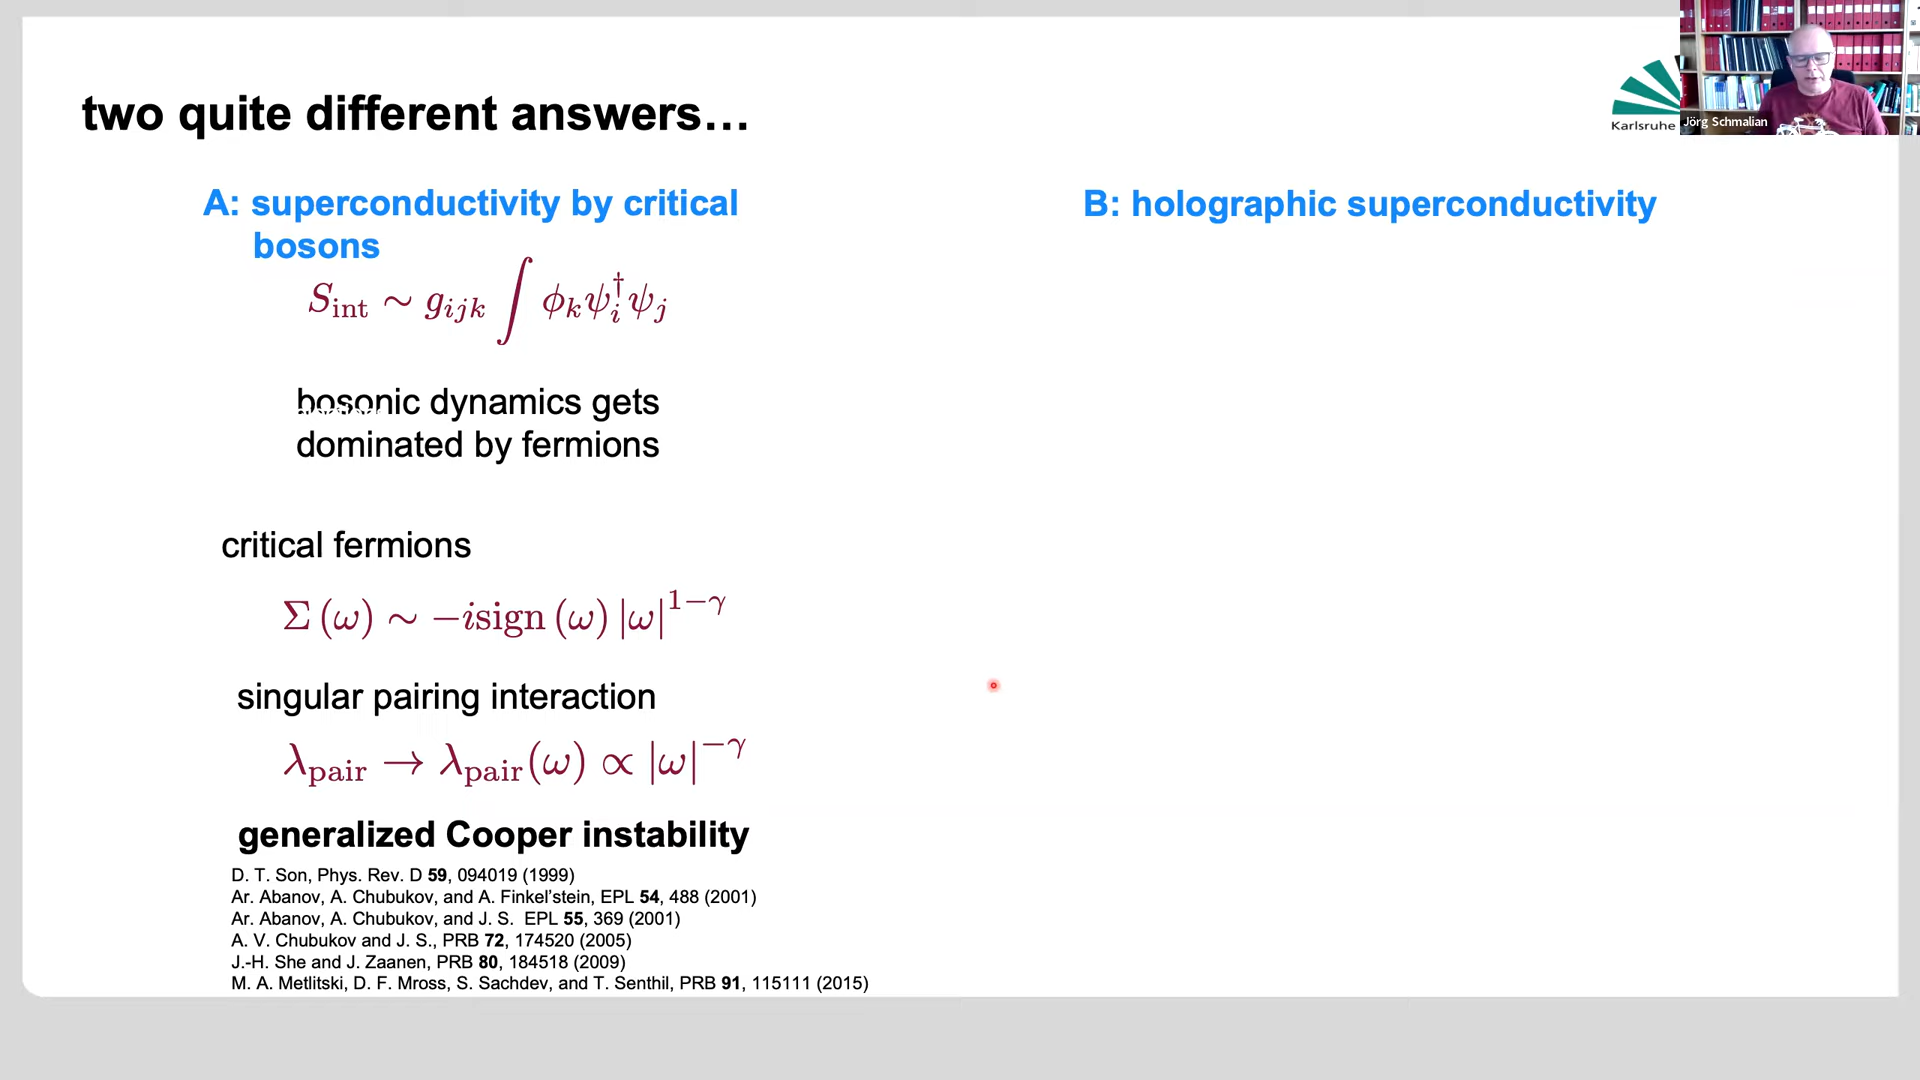 two quite different answers…
Karlsruhe
Jörg Schmalian
A: superconductivity by critical
bosons
S_int ∼ g_ijk ∫ ϕ_k ψ_i^† ψ_j
bosonic dynamics gets
dominated by fermions
critical fermions
Σ (ω) ∼ −isign (ω) |ω|^{1−γ}
singular pairing interaction
λ_pair → λ_pair(ω) ∝ |ω|^{−γ}
generalized Cooper instability
D. T. Son, Phys. Rev. D 59, 094019 (1999)
Ar. Abanov, A. Chubukov, and A. Finkel’stein, EPL 54, 488 (2001)
Ar. Abanov, A. Chubukov, and J. S. EPL 55, 369 (2001)
A. V. Chubukov and J. S., PRB 72, 174520 (2005)
J.-H. She and J. Zaanen, PRB 80, 184518 (2009)
M. A. Metlitski, D. F. Mross, S. Sachdev, and T. Senthil, PRB 91, 115111 (2015)
B: holographic superconductivity